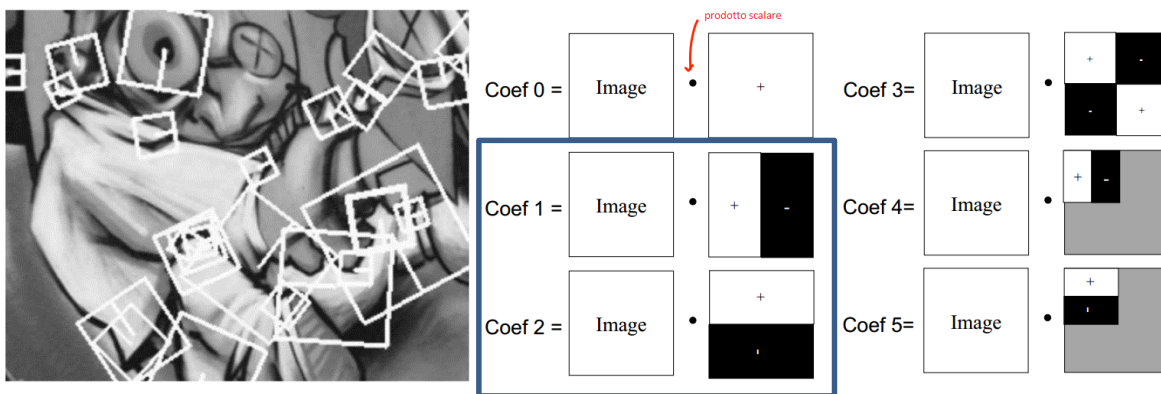 prodotto scalare
Coef 0 = Image • +
Coef 3= Image • + - - +
Coef 1 = Image • + -
Coef 4= Image • + -
Coef 2 = Image • + -
Coef 5= Image • + -